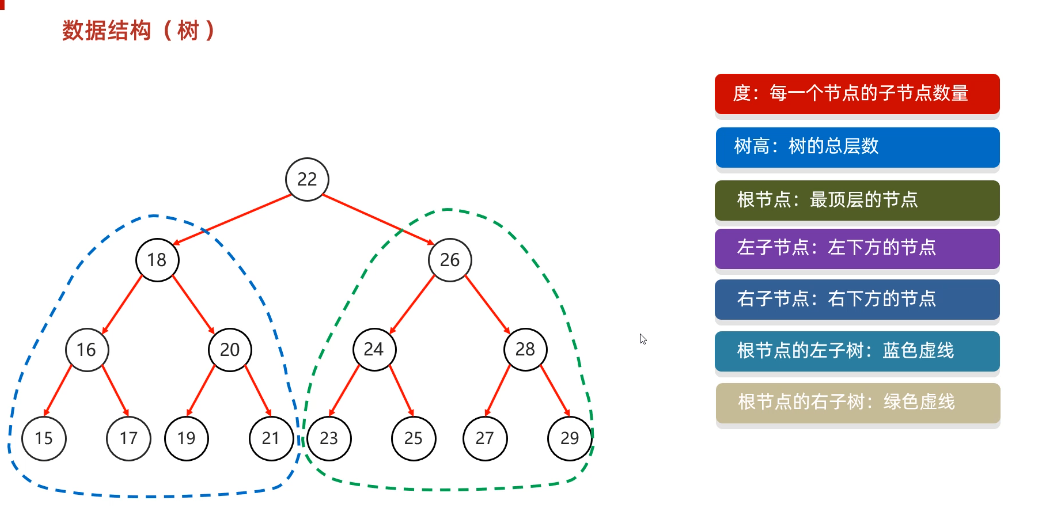 数据结构（树）
22
18
26
16
20
24
28
15
17
19
21
23
25
27
29
度：每一个节点的子节点数量
树高：树的总层数
根节点：最顶层的节点
左子节点：左下方的节点
右子节点：右下方的节点
根节点的左子树：蓝色虚线
根节点的右子树：绿色虚线